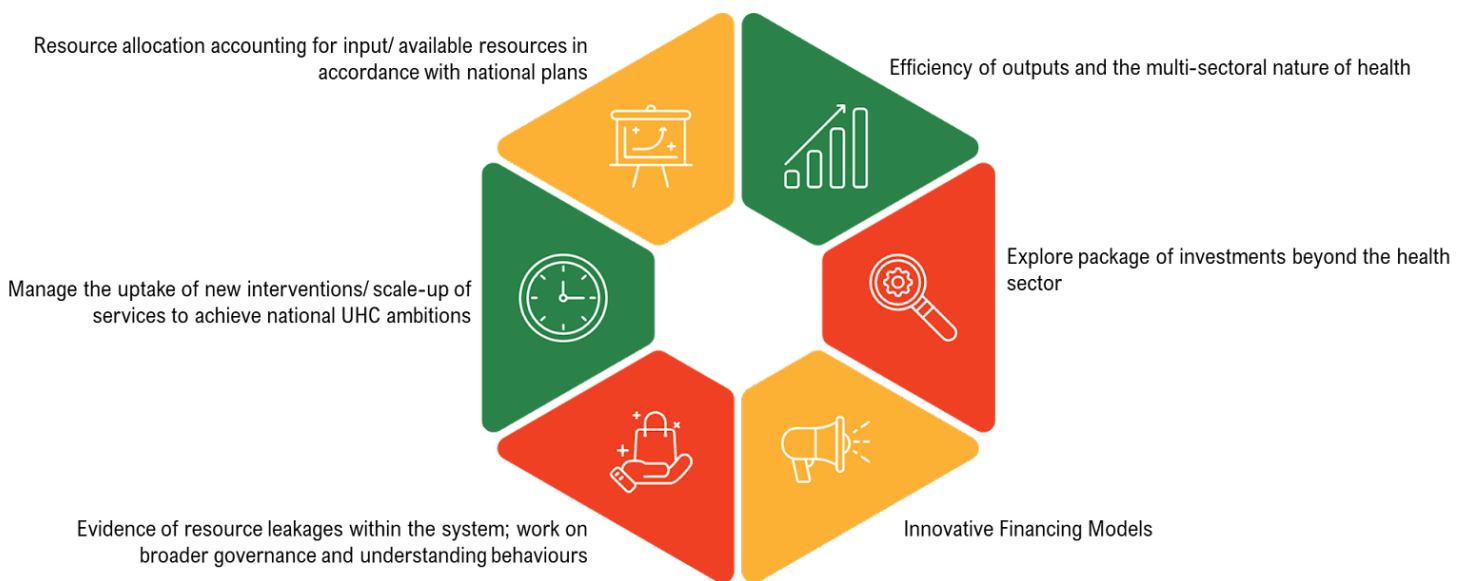 Resource allocation accounting for input/ available resources in
accordance with national plans
Efficiency of outputs and the multi-sectoral nature of health
Manage the uptake of new interventions/ scale-up of
services to achieve national UHC ambitions
Explore package of investments beyond the health
sector
Evidence of resource leakages within the system; work on
broader governance and understanding behaviours
Innovative Financing Models